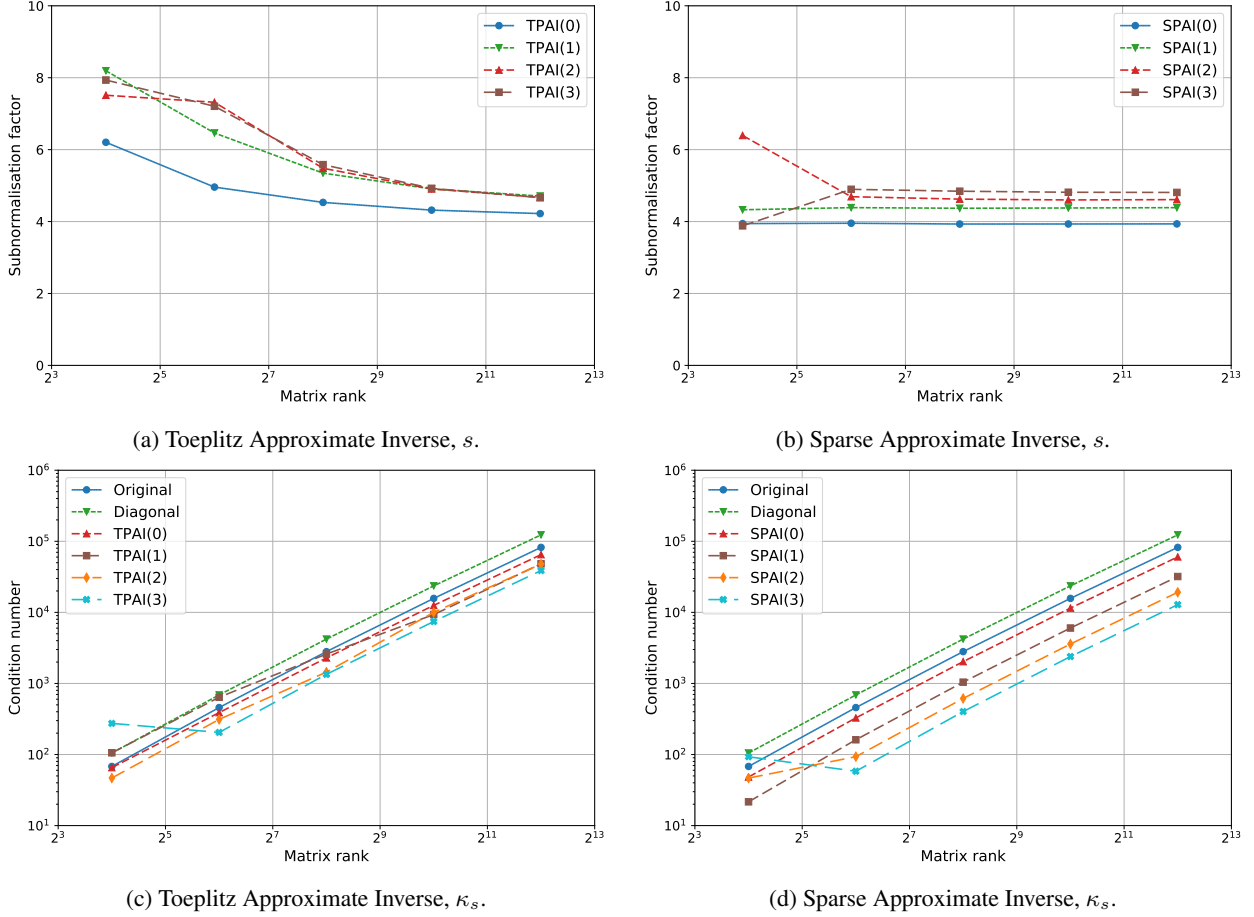 10
8
6
4
2
0
Subnormalisation factor
TPAI(0)
TPAI(1)
TPAI(2)
TPAI(3)
2^3 2^5 2^7 2^9 2^11 2^13
Matrix rank
(a) Toeplitz Approximate Inverse, s.
10
8
6
4
2
0
Subnormalisation factor
SPAI(0)
SPAI(1)
SPAI(2)
SPAI(3)
2^3 2^5 2^7 2^9 2^11 2^13
Matrix rank
(b) Sparse Approximate Inverse, s.
10^6
10^5
10^4
10^3
10^2
10^1
Condition number
Original
Diagonal
TPAI(0)
TPAI(1)
TPAI(2)
TPAI(3)
2^3 2^5 2^7 2^9 2^11 2^13
Matrix rank
(c) Toeplitz Approximate Inverse, κ_s.
10^6
10^5
10^4
10^3
10^2
10^1
Condition number
Original
Diagonal
SPAI(0)
SPAI(1)
SPAI(2)
SPAI(3)
2^3 2^5 2^7 2^9 2^11 2^13
Matrix rank
(d) Sparse Approximate Inverse, κ_s.